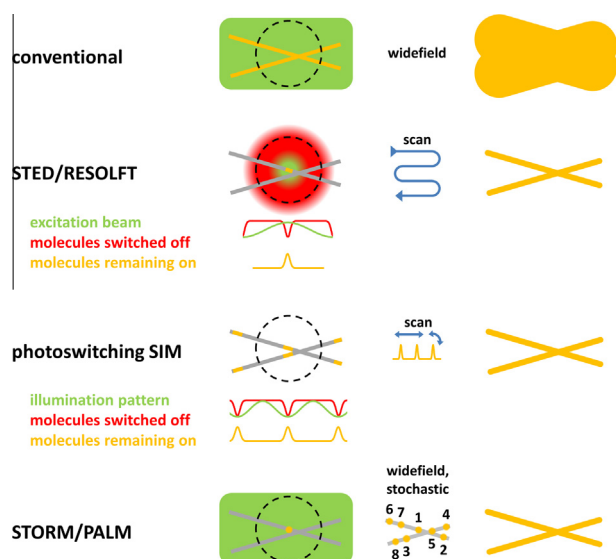 conventional
widefield
scan
STED/RESOLFT
excitation beam
molecules switched off
molecules remaining on
scan
photoswitching SIM
illumination pattern
molecules switched off
molecules remaining on
widefield,
stochastic
6 7 1 4
STORM/PALM
8 3 5 2